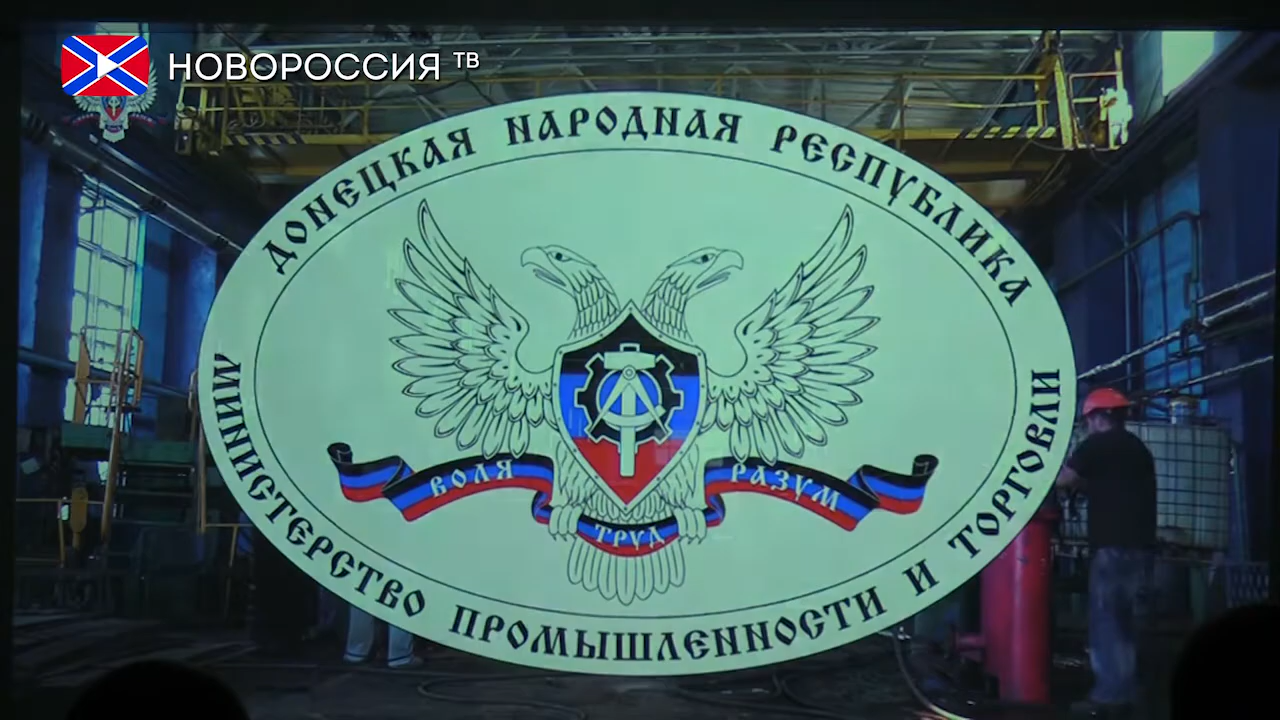 НОВОРОССИЯ ТВ
ДОНЕЦКАЯ НАРОДНАЯ РЕСПУБЛИКА
ВОЛЯ РАЗУМ
ТРУД
МИНИСТЕРСТВО ПРОМЫШЛЕННОСТИ И ТОРГОВЛИ